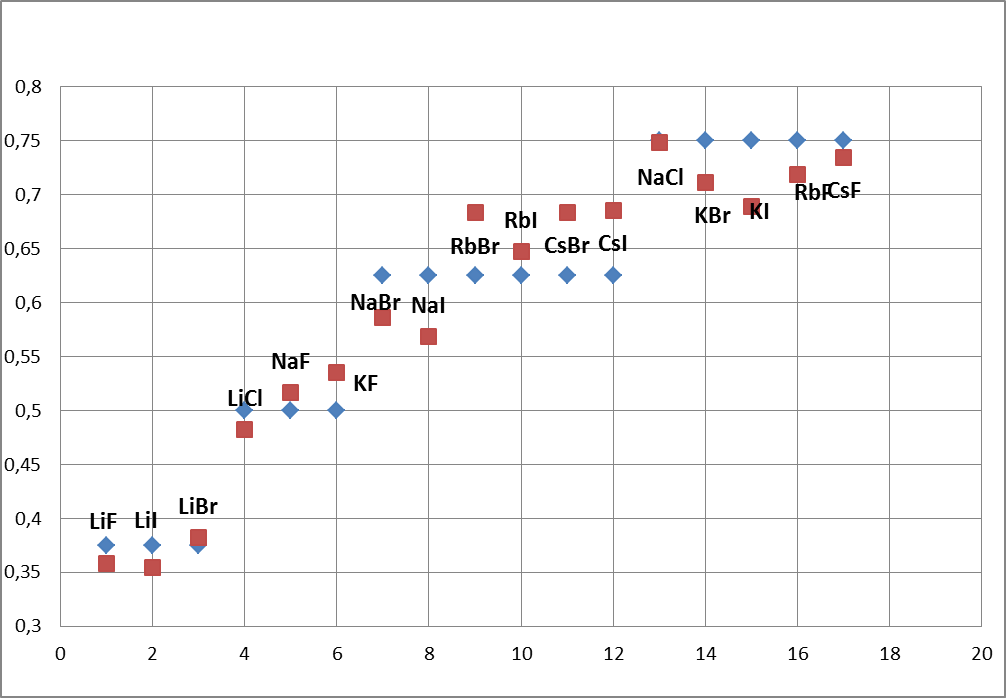 0,8
0,75
NaCl
RbF
CsF
0,7
KBr
KI
RbI
0,65
RbBr
CsBr
CsI
0,6
NaBr
NaI
0,55
NaF
KF
0,5
LiCl
0,45
LiBr
0,4
LiF
LiI
0,35
0,3
0 2 4 6 8 10 12 14 16 18 20